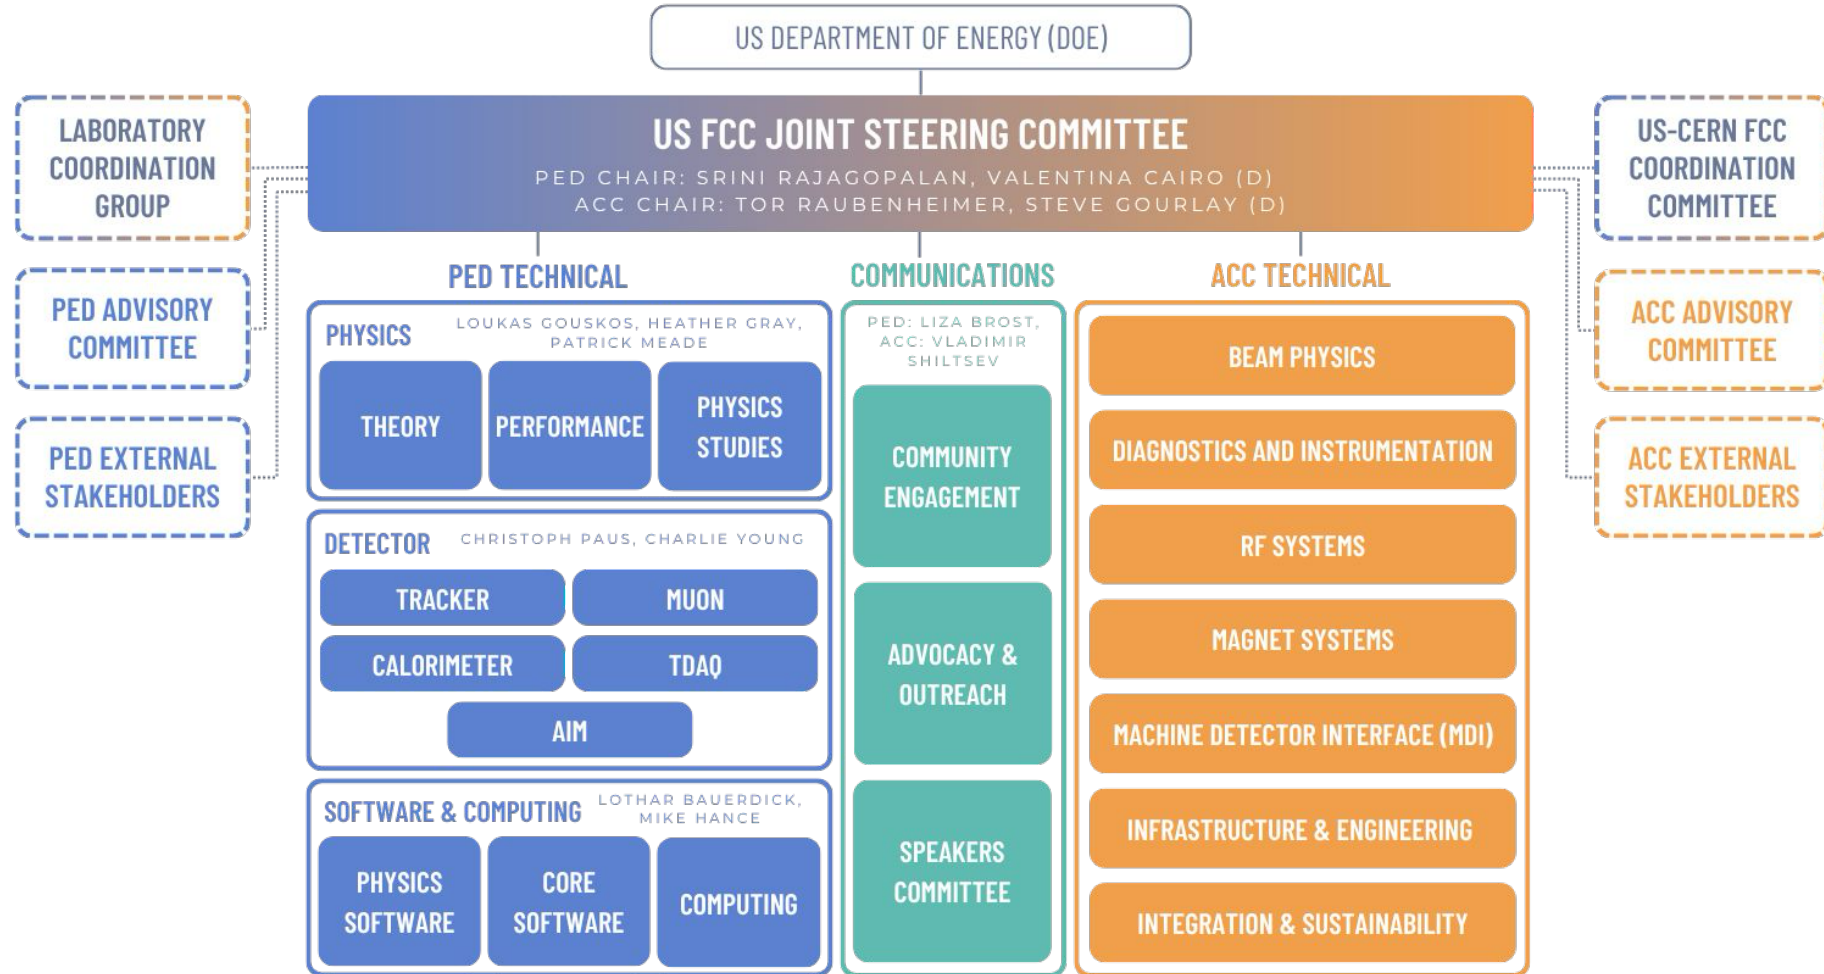 US DEPARTMENT OF ENERGY (DOE)
LABORATORY
COORDINATION
GROUP
US FCC JOINT STEERING COMMITTEE
PED CHAIR: SRINI RAJAGOPALAN, VALENTINA CAIRO (D)
ACC CHAIR: TOR RAUBENHEIMER, STEVE GOURLAY (D)
US-CERN FCC
COORDINATION
COMMITTEE
PED ADVISORY
COMMITTEE
PED EXTERNAL
STAKEHOLDERS
PED TECHNICAL
PHYSICS
LOUKAS GOUSKOS, HEATHER GRAY,
PATRICK MEADE
THEORY
PERFORMANCE
PHYSICS
STUDIES
DETECTOR
CHRISTOPH PAUS, CHARLIE YOUNG
TRACKER
MUON
CALORIMETER
TDAQ
AIM
SOFTWARE & COMPUTING
LOTHAR BAUERDICK,
MIKE HANCE
PHYSICS
SOFTWARE
CORE
SOFTWARE
COMPUTING
COMMUNICATIONS
PED: LIZA BROST,
ACC: VLADIMIR
SHILTSEV
COMMUNITY
ENGAGEMENT
ADVOCACY &
OUTREACH
SPEAKERS
COMMITTEE
ACC TECHNICAL
BEAM PHYSICS
DIAGNOSTICS AND INSTRUMENTATION
RF SYSTEMS
MAGNET SYSTEMS
MACHINE DETECTOR INTERFACE (MDI)
INFRASTRUCTURE & ENGINEERING
INTEGRATION & SUSTAINABILITY
ACC ADVISORY
COMMITTEE
ACC EXTERNAL
STAKEHOLDERS